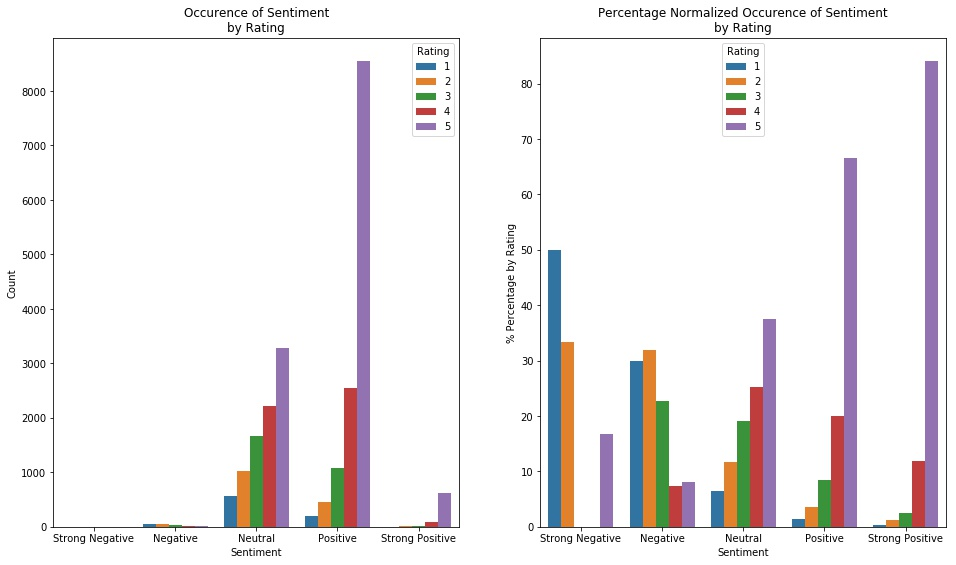 Occurence of Sentiment
by Rating
Rating
1
2
3
4
5
8000
7000
6000
5000
4000
3000
2000
1000
0
Count
Strong Negative Negative Neutral Positive Strong Positive
Sentiment
Percentage Normalized Occurence of Sentiment
by Rating
Rating
1
2
3
4
5
80
70
60
50
40
30
20
10
0
% Percentage by Rating
Strong Negative Negative Neutral Positive Strong Positive
Sentiment